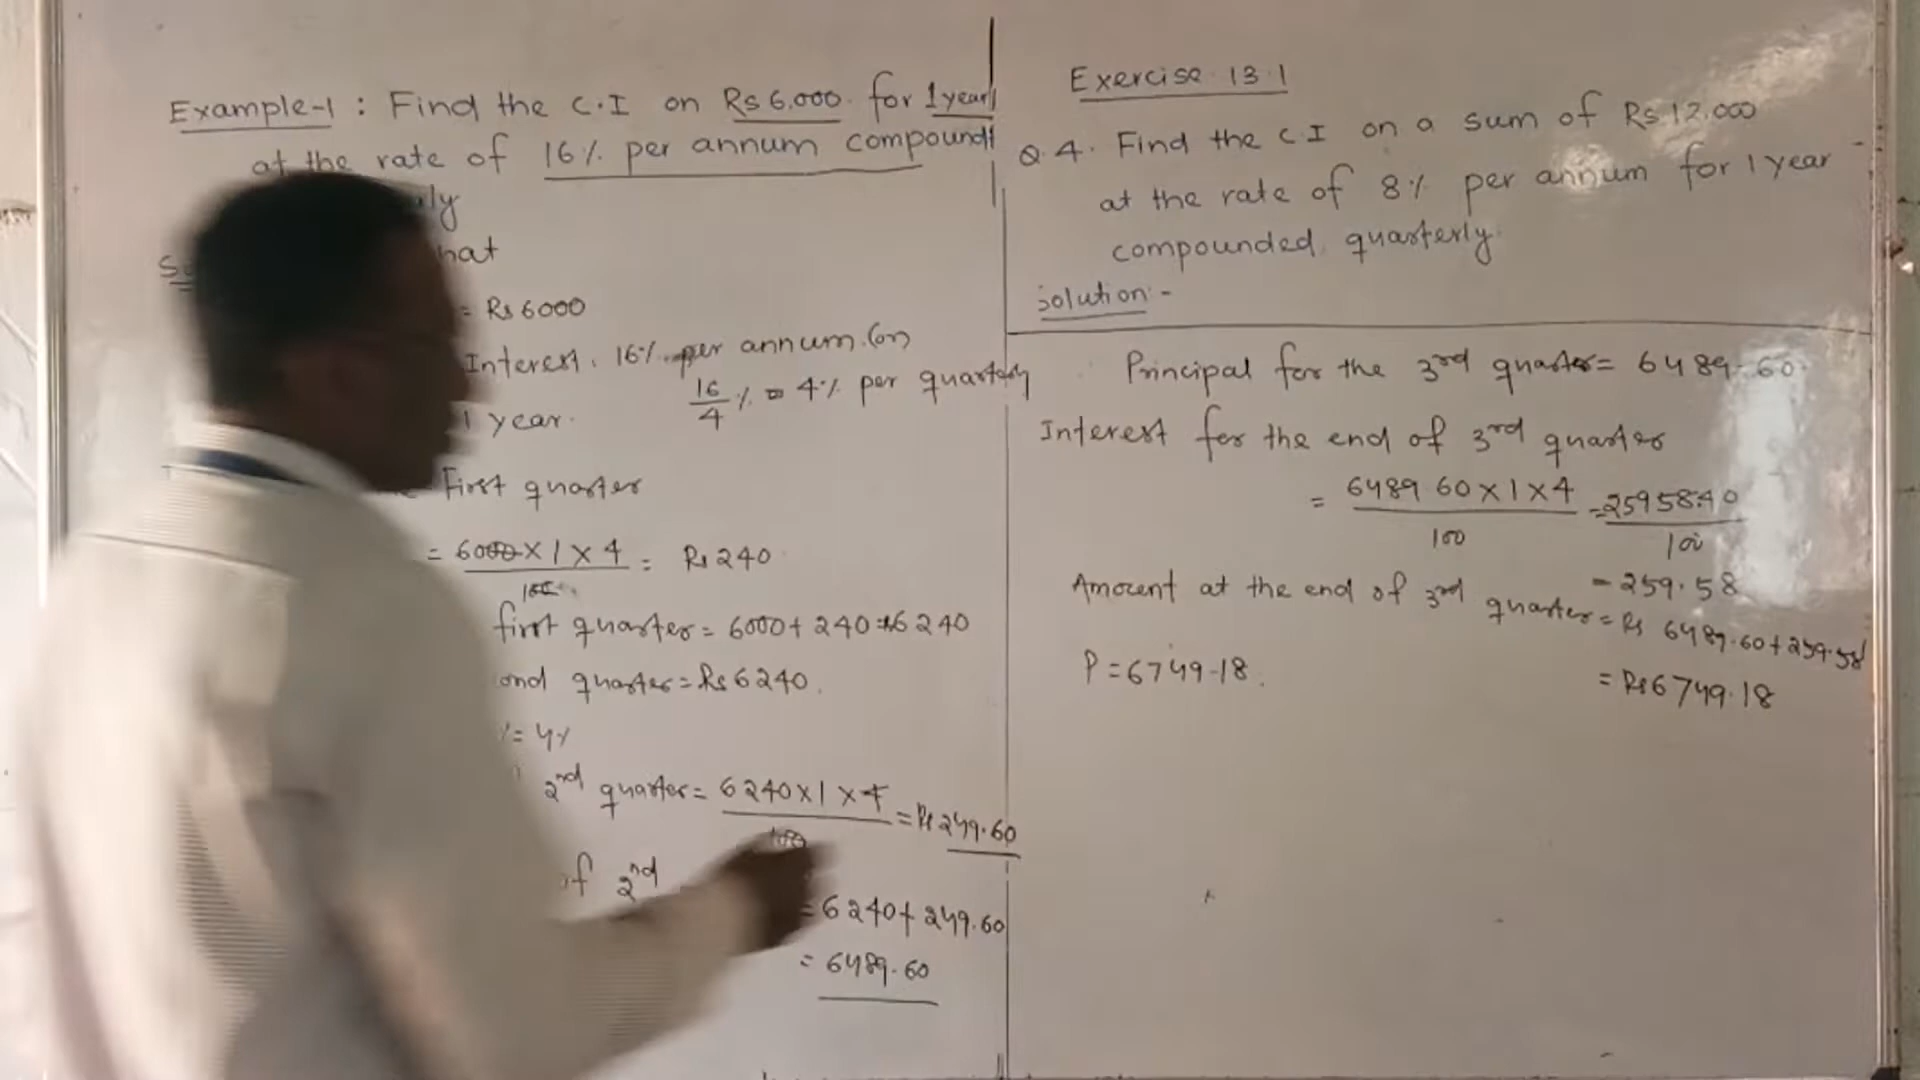 Example-1 : Find the C.I on Rs 6.000. for 1 year
at the rate of 16% per annum compound
ly
hat
= Rs 6000
Interest. 16% per annum. (or)
16/4 % = 4% per quarterly
1 year.
First quarter
= 6000 X 1 X 4 / 100 = Rs 240
first quarter = 6000 + 240 = 6240
ond quarter = Rs 6240.
% = 4%
2nd quarter = 6240 x 1 x 4 / 100 = Rs 249.60
of 2nd
= 6240 + 249.60
= 6489.60
Exercise 13.1
Q.4. Find the C.I on a sum of Rs 12.000
at the rate of 8% per annum for 1 year
compounded quarterly.
Solution:-
Principal for the 3rd quarter = 6489.60.
Interest for the end of 3rd quarter
= 6489 60 x 1 x 4 / 100 = 25958.40 / 100
= 259.58
Amount at the end of 3rd quarter = Rs 6489.60 + 259.58
= Rs 6749.18
P = 6749.18.